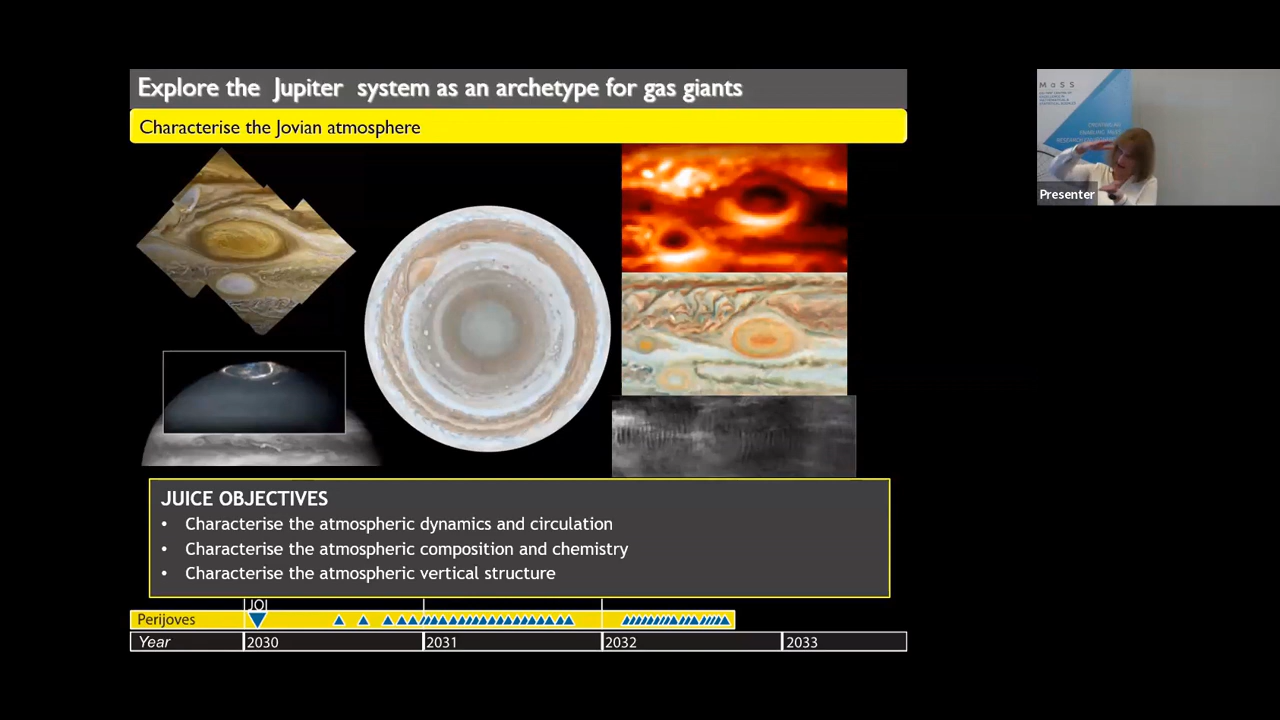 Explore the Jupiter system as an archetype for gas giants
Characterise the Jovian atmosphere
MaSS
Presenter
JUICE OBJECTIVES
• Characterise the atmospheric dynamics and circulation
• Characterise the atmospheric composition and chemistry
• Characterise the atmospheric vertical structure
JOI
Perijoves
Year 2030 2031 2032 2033